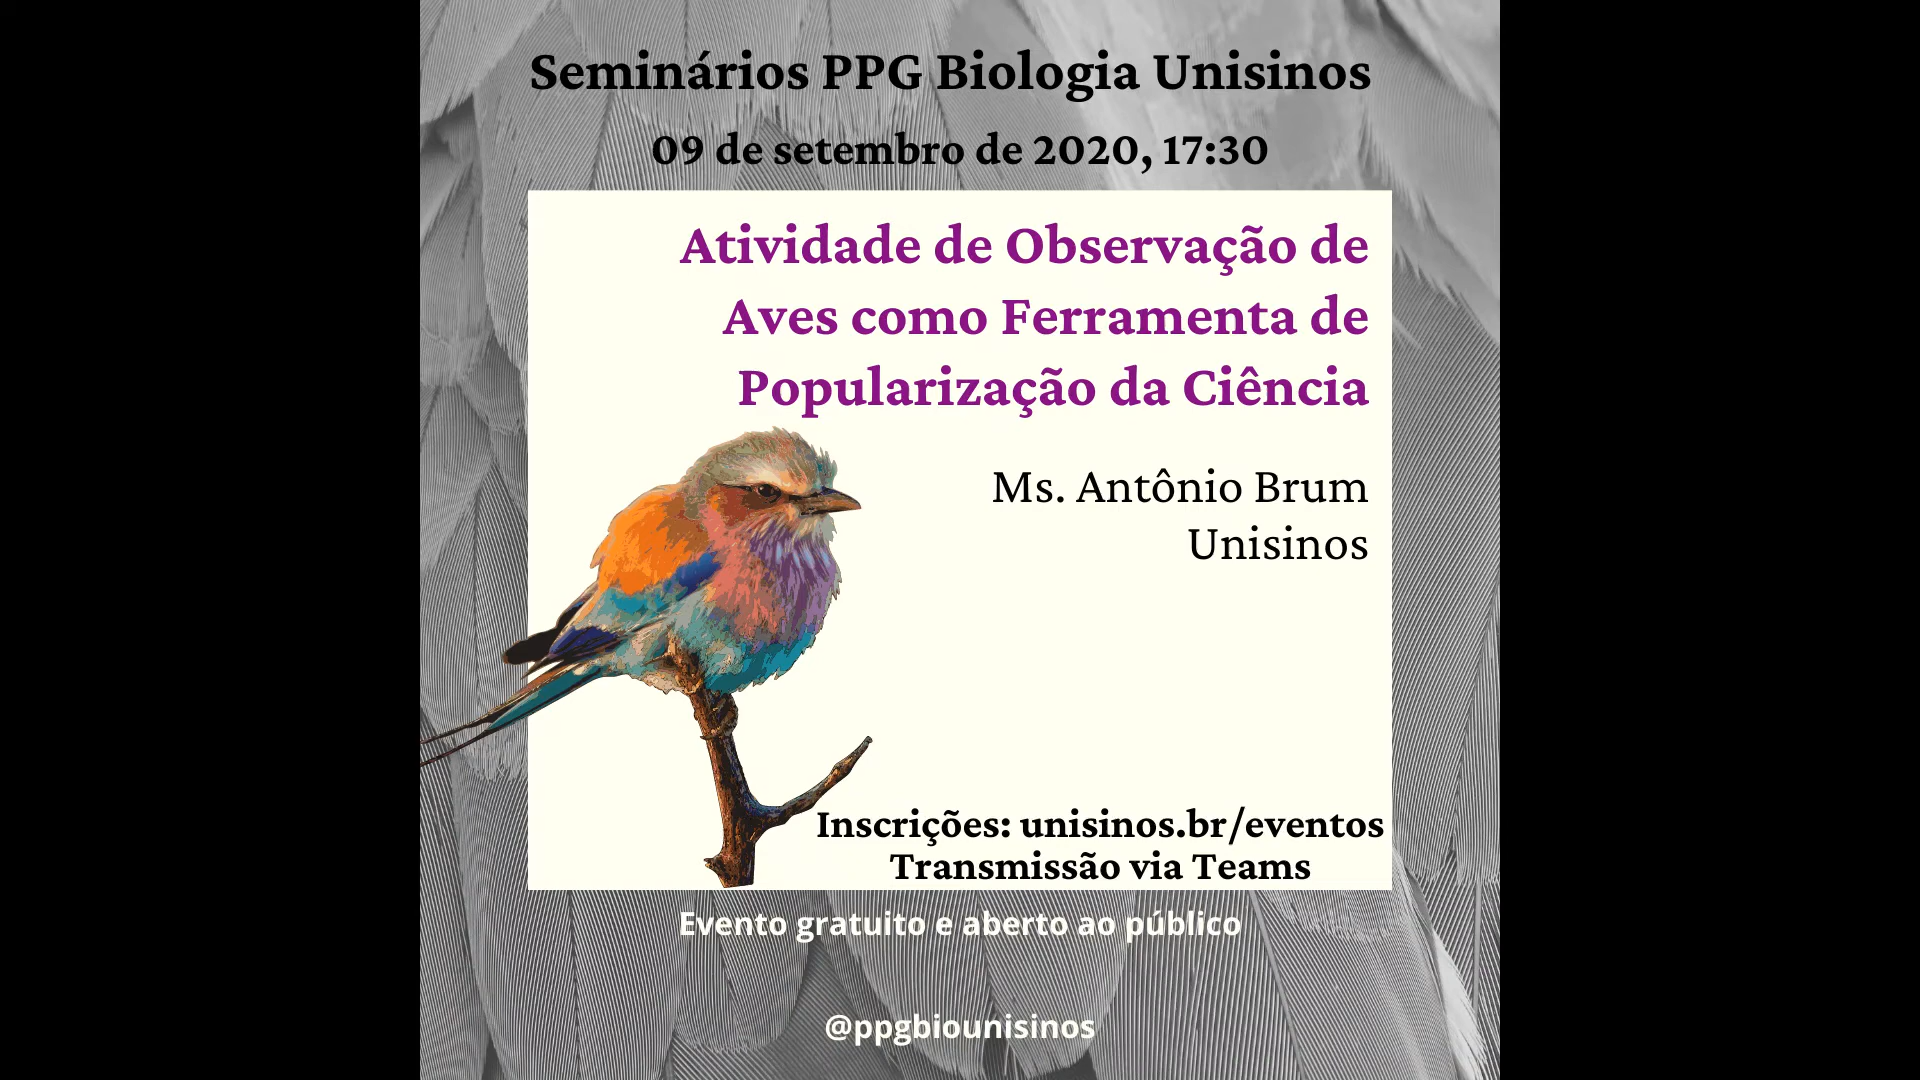 Seminários PPG Biologia Unisinos
09 de setembro de 2020, 17:30
Atividade de Observação de
Aves como Ferramenta de
Popularização da Ciência
Ms. Antônio Brum
Unisinos
Inscrições: unisinos.br/eventos
Transmissão via Teams
Evento gratuito e aberto ao público
@ppgbiounisinos